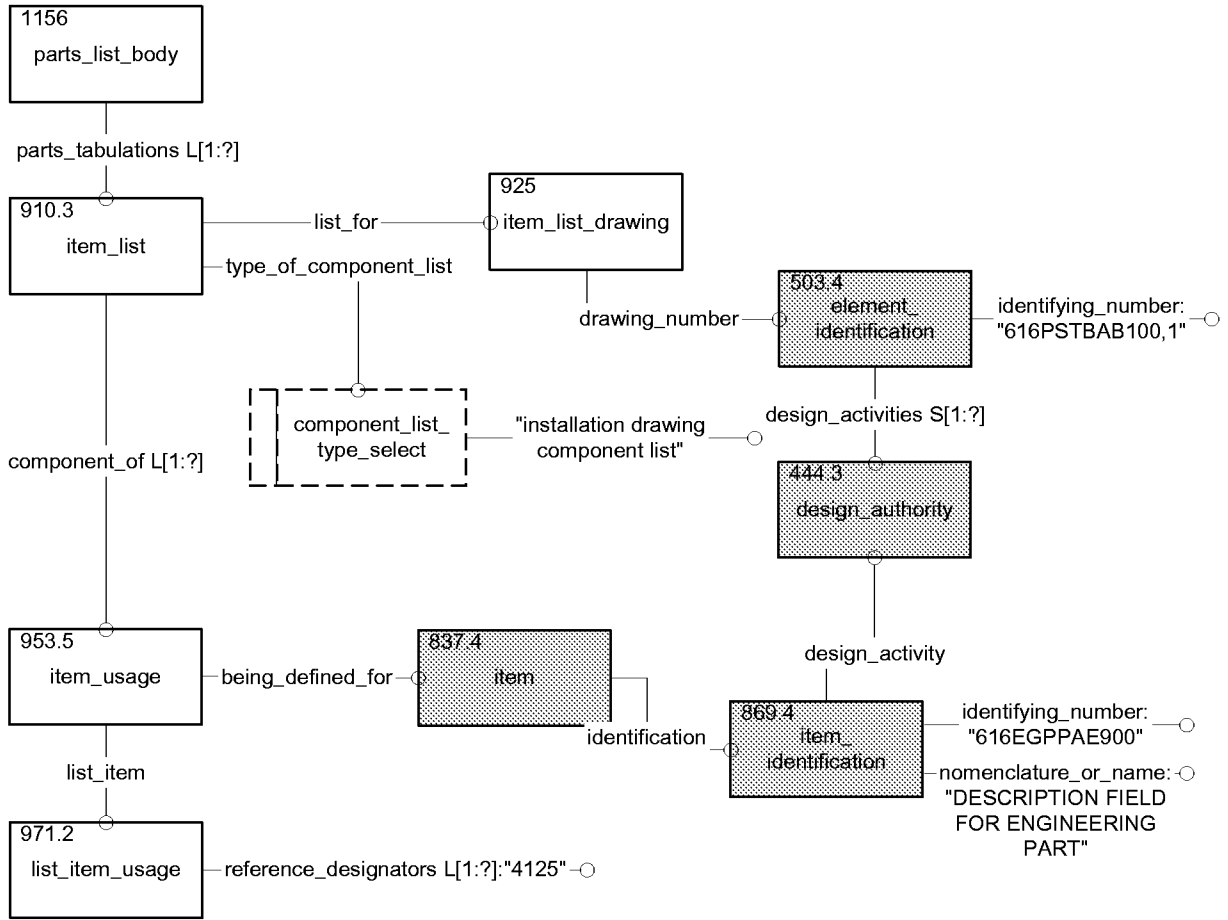 1156
parts_list_body
parts_tabulations L[1:?]
910.3
item_list
list_for
type_of_component_list
925
item_list_drawing
drawing_number
503.4
element_
identification
identifying_number:
"616PSTBAB100,1"
component_list_
type_select
"installation drawing
component list"
design_activities S[1:?]
444.3
design_authority
component_of L[1:?]
953.5
item_usage
being_defined_for
837.4
item
identification
design_activity
869.4
item_
identification
identifying_number:
"616EGPPAE900"
nomenclature_or_name:
"DESCRIPTION FIELD
FOR ENGINEERING
PART"
list_item
971.2
list_item_usage
reference_designators L[1:?]:"4125"